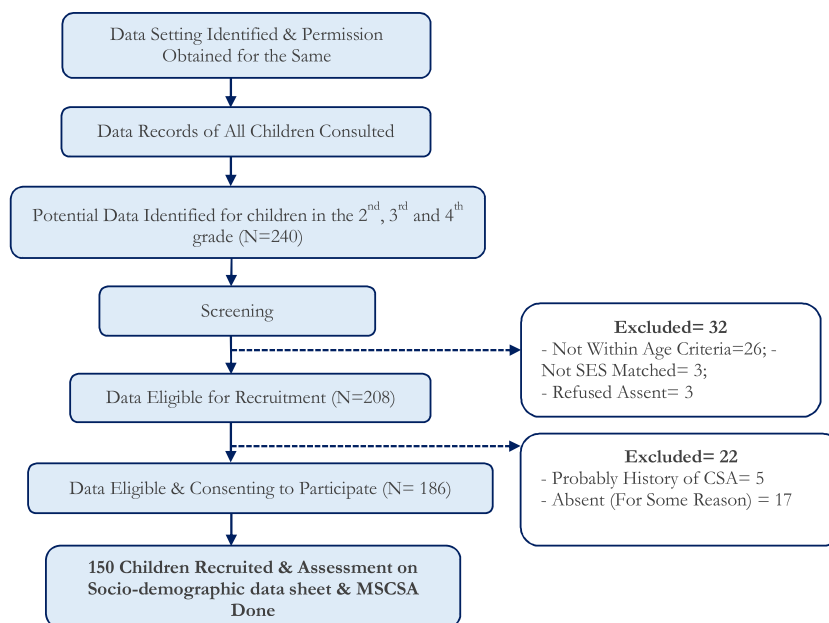 Data Setting Identified & Permission
Obtained for the Same
Data Records of All Children Consulted
Potential Data Identified for children in the 2nd, 3rd and 4th
grade (N=240)
Screening
Excluded= 32
- Not Within Age Criteria=26; -
Not SES Matched= 3;
- Refused Assent= 3
Data Eligible for Recruitment (N=208)
Excluded= 22
- Probably History of CSA= 5
- Absent (For Some Reason) = 17
Data Eligible & Consenting to Participate (N= 186)
150 Children Recruited & Assessment on
Socio-demographic data sheet & MSCSA
Done